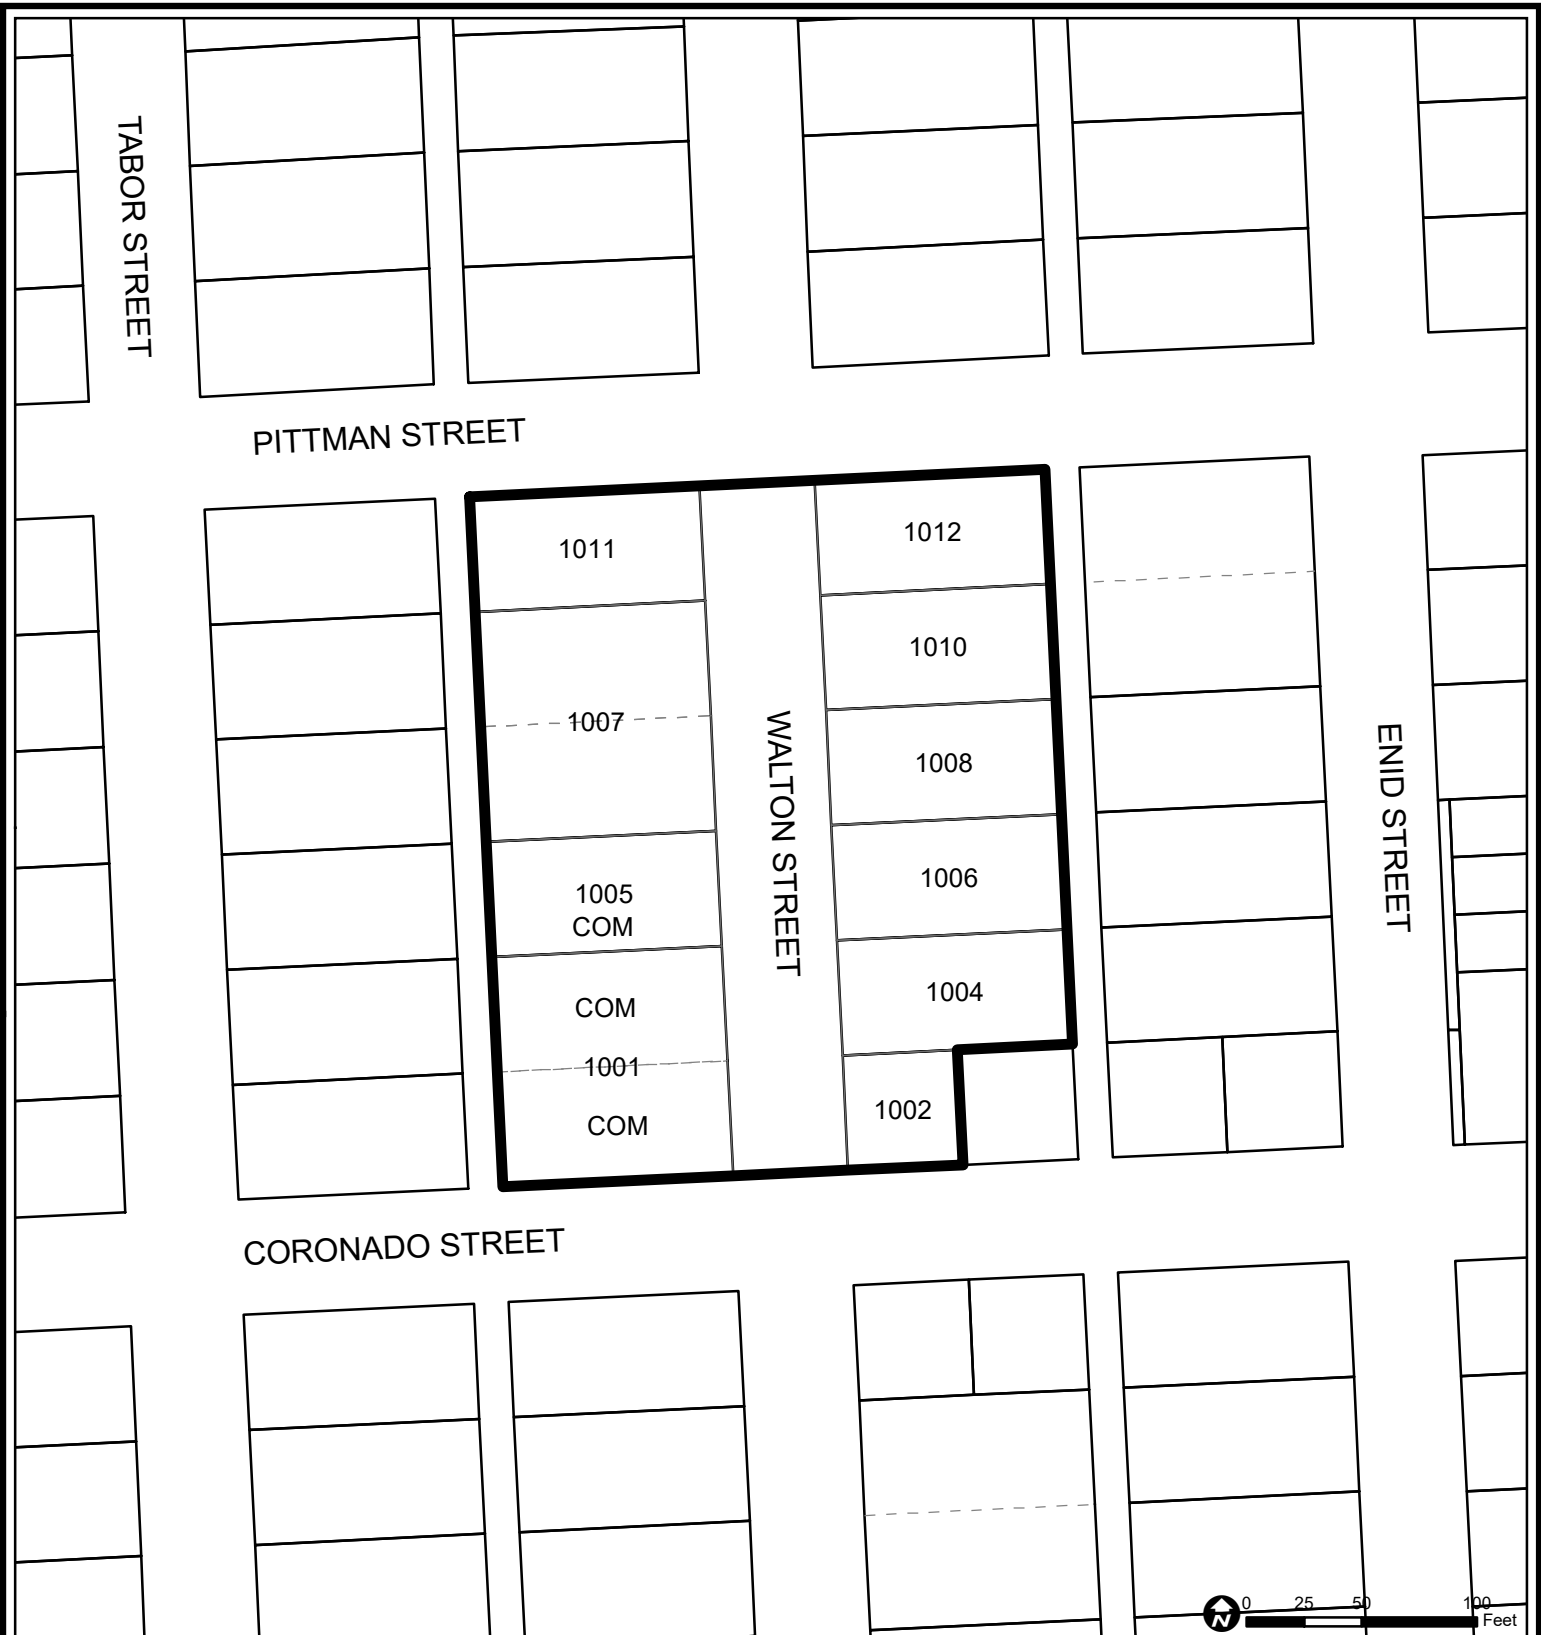 TABOR STREET
PITTMAN STREET
1011
1012
1010
1007
WALTON STREET
ENID STREET
1008
1005
COM
1006
COM
1004
1001
COM
1002
CORONADO STREET
N
0 25 50 100
Feet